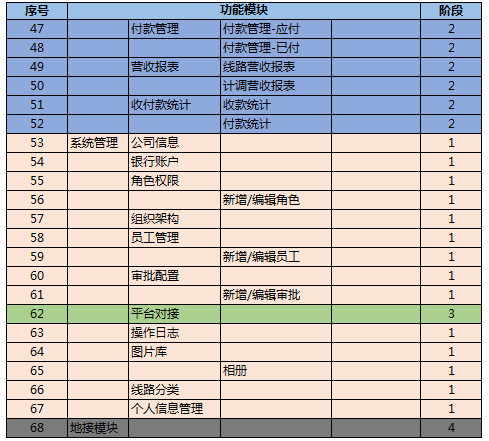 序号 功能模块 阶段
47 付款管理 付款管理-应付 2
48 付款管理-已付 2
49 营收报表 线路营收报表 2
50 计调营收报表 2
51 收付款统计 收款统计 2
52 付款统计 2
53 系统管理 公司信息 1
54 银行账户 1
55 角色权限 1
56 新增/编辑角色 1
57 组织架构 1
58 员工管理 1
59 新增/编辑员工 1
60 审批配置 1
61 新增/编辑审批 1
62 平台对接 3
63 操作日志 1
64 图片库 1
65 相册 1
66 线路分类 1
67 个人信息管理 1
68 地接模块 4